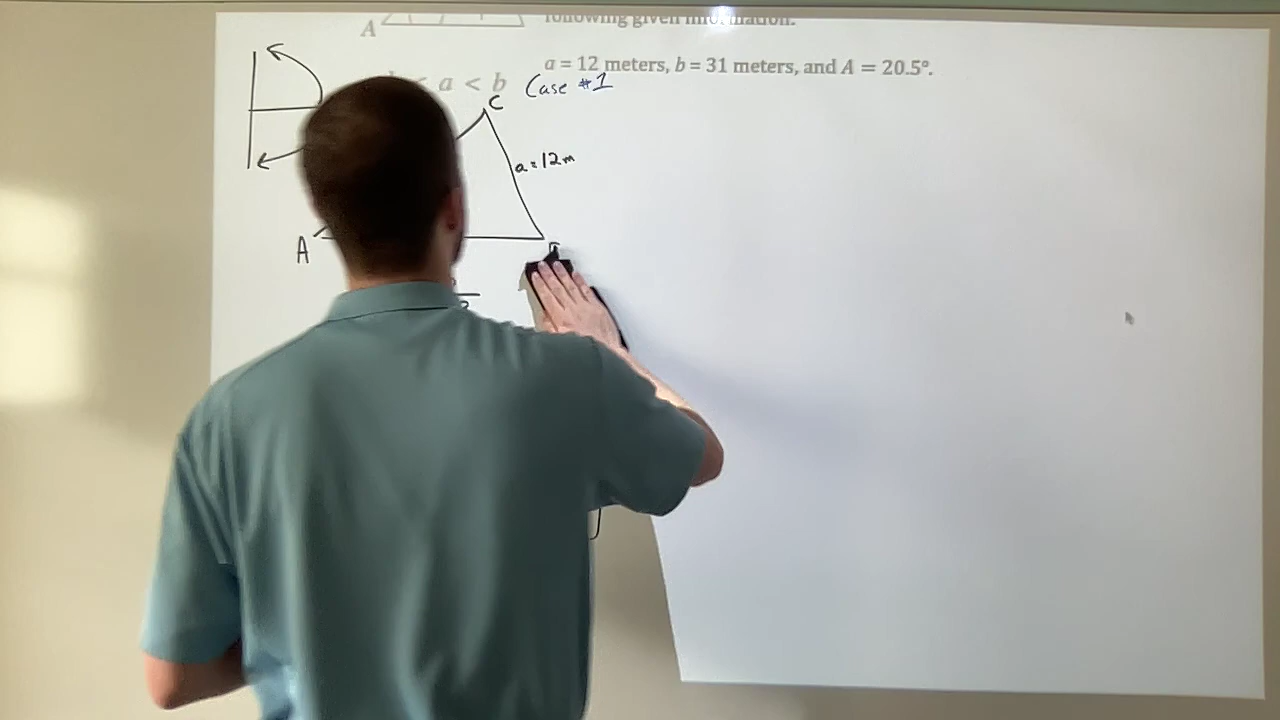 A
following given information.
a = 12 meters, b = 31 meters, and A = 20.5°.
< a < b Case #1
C
a = 12m
A